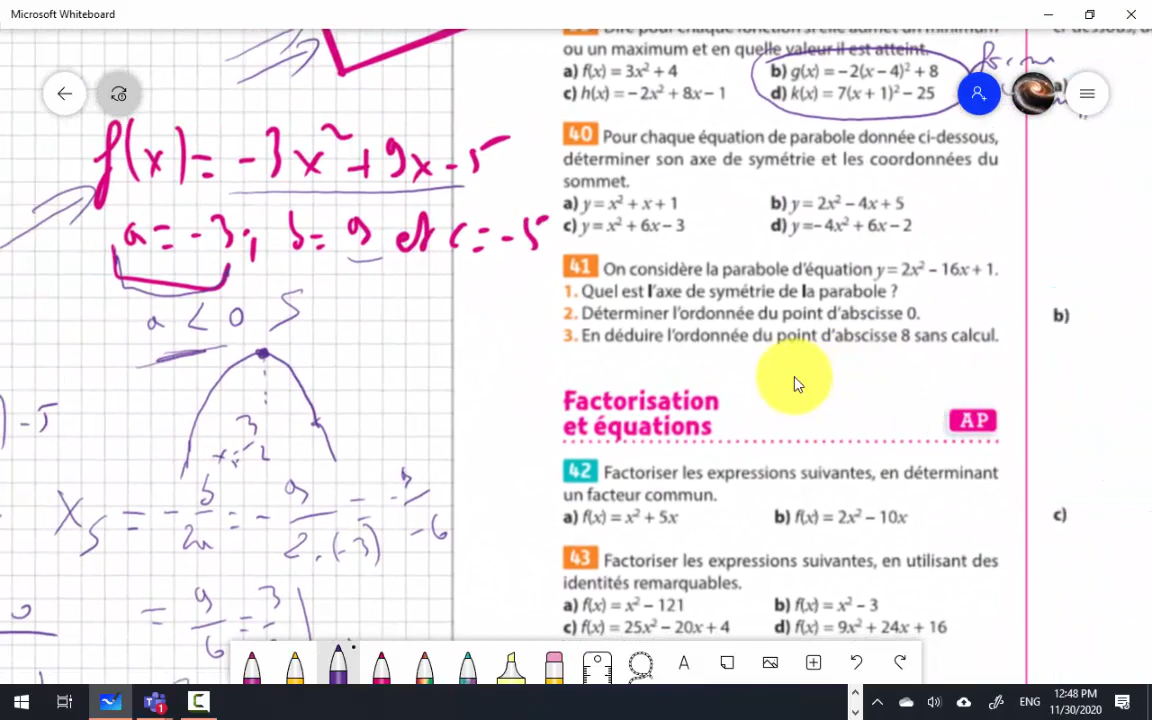 Microsoft Whiteboard
ou un maximum et en quelle valeur il est atteint.
a) f(x) = 3x² + 4
b) g(x) = −2(x − 4)² + 8
c) h(x) = −2x² + 8x − 1
d) k(x) = 7(x + 1)² − 25
a)
f(x) = -3x² + 9x - 5
a = -3; b = 9 et c = -5
a < 0 S
) - 5
40 Pour chaque équation de parabole donnée ci-dessous,
déterminer son axe de symétrie et les coordonnées du
sommet.
a) y = x² + x + 1
b) y = 2x² − 4x + 5
c) y = x² + 6x − 3
d) y = −4x² + 6x − 2
41 On considère la parabole d'équation y = 2x² − 16x + 1.
1. Quel est l'axe de symétrie de la parabole ?
2. Déterminer l'ordonnée du point d'abscisse 0.
3. En déduire l'ordonnée du point d'abscisse 8 sans calcul.
b)
Factorisation
et équations
AP
42 Factoriser les expressions suivantes, en déterminant
un facteur commun.
a) f(x) = x² + 5x
b) f(x) = 2x² − 10x
c)
43 Factoriser les expressions suivantes, en utilisant des
identités remarquables.
a) f(x) = x² − 121
b) f(x) = x² − 3
c) f(x) = 25x² − 20x + 4
d) f(x) = 9x² + 24x + 16
ENG
12:48 PM
11/30/2020